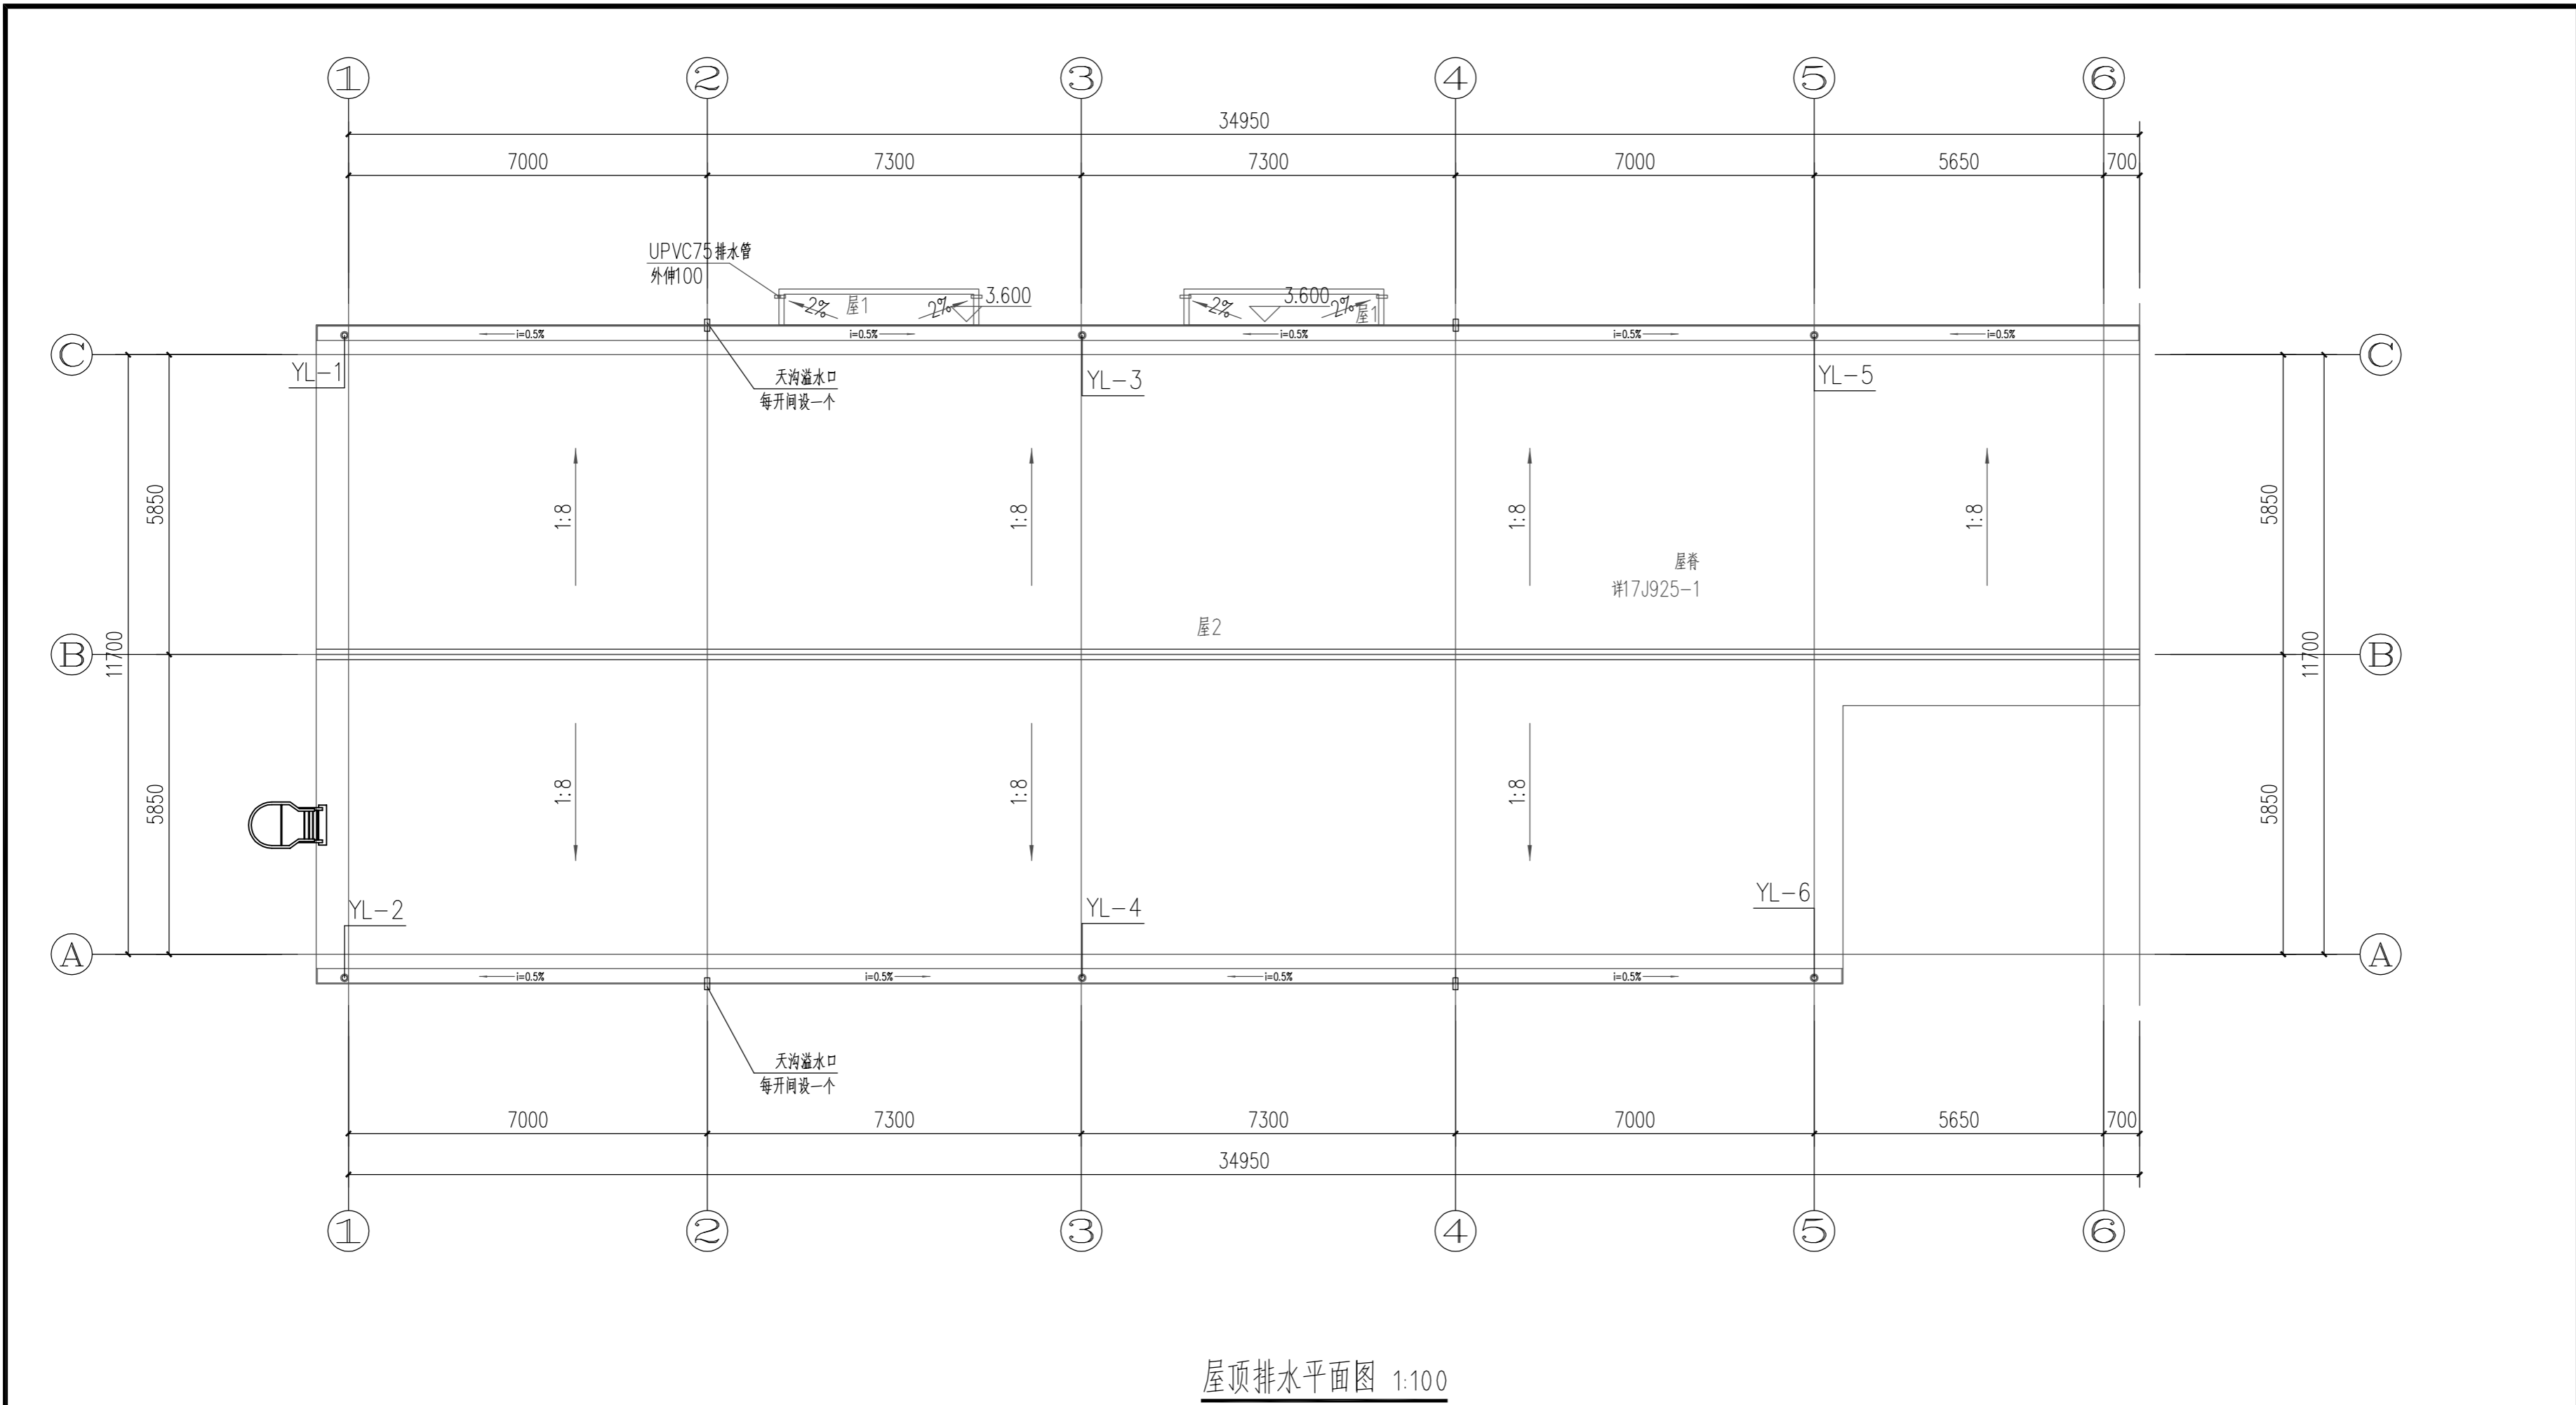 ① ② ③ ④ ⑤ ⑥
34950
7000 7300 7300 7000 5650 700
UPVC75排水管
外伸100
2% 屋1 2% 3.600 2% 3.600 2% 屋1
i=0.5% i=0.5% i=0.5% i=0.5% i=0.5%
Ⓒ Ⓒ
YL-1 YL-3 YL-5
天沟溢水口
每开间设一个
5850 1:8 1:8 1:8 1:8 5850
屋脊
详17J925-1
屋2
Ⓑ 11700 11700 Ⓑ
5850 1:8 1:8 1:8 5850
YL-2 YL-4 YL-6
Ⓐ Ⓐ
i=0.5% i=0.5% i=0.5% i=0.5%
天沟溢水口
每开间设一个
7000 7300 7300 7000 5650 700
34950
① ② ③ ④ ⑤ ⑥
屋顶排水平面图 1:100